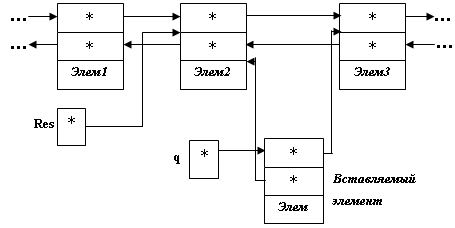 ... * * * ...
... * * * ...
Элем1 Элем2 Элем3
Res *
q * *
* Вставляемый
Элем элемент